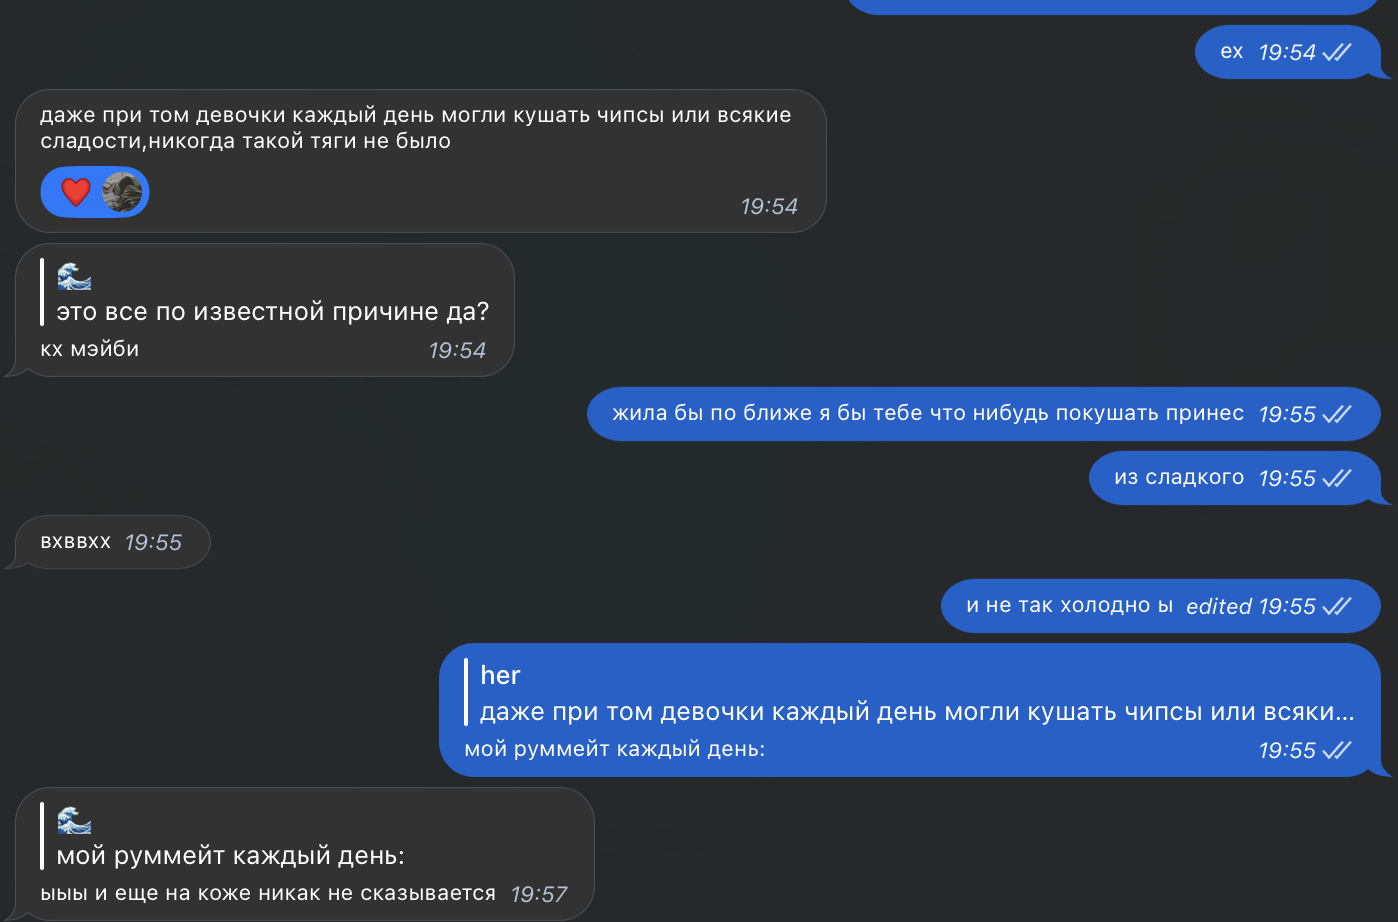 ех 19:54
даже при том девочки каждый день могли кушать чипсы или всякие
сладости,никогда такой тяги не было
❤️
19:54
🌊
это все по известной причине да?
кх мэйби 19:54
жила бы по ближе я бы тебе что нибудь покушать принес 19:55
из сладкого 19:55
вхввхх 19:55
и не так холодно ы edited 19:55
her
даже при том девочки каждый день могли кушать чипсы или всяки...
мой руммейт каждый день: 19:55
🌊
мой руммейт каждый день:
ыыы и еще на коже никак не сказывается 19:57